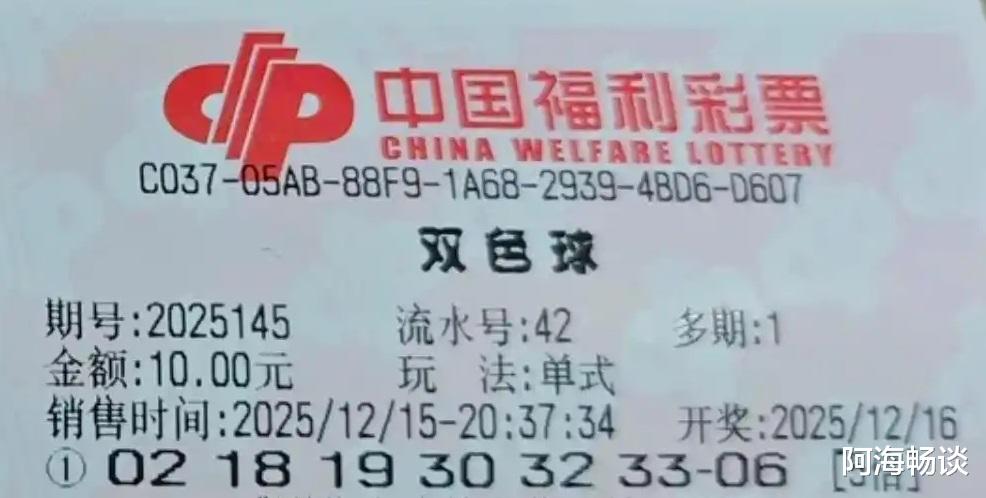 中国福利彩票
CHINA WELFARE LOTTERY
C037-05AB-88F9-1A68-2939-4BD6-D607
双色球
期号:2025145 流水号:42 多期:1
金额:10.00元 玩 法:单式
销售时间:2025/12/15-20:37:34 开奖:2025/12/16
① 02 18 19 30 32 33-06
阿海畅谈